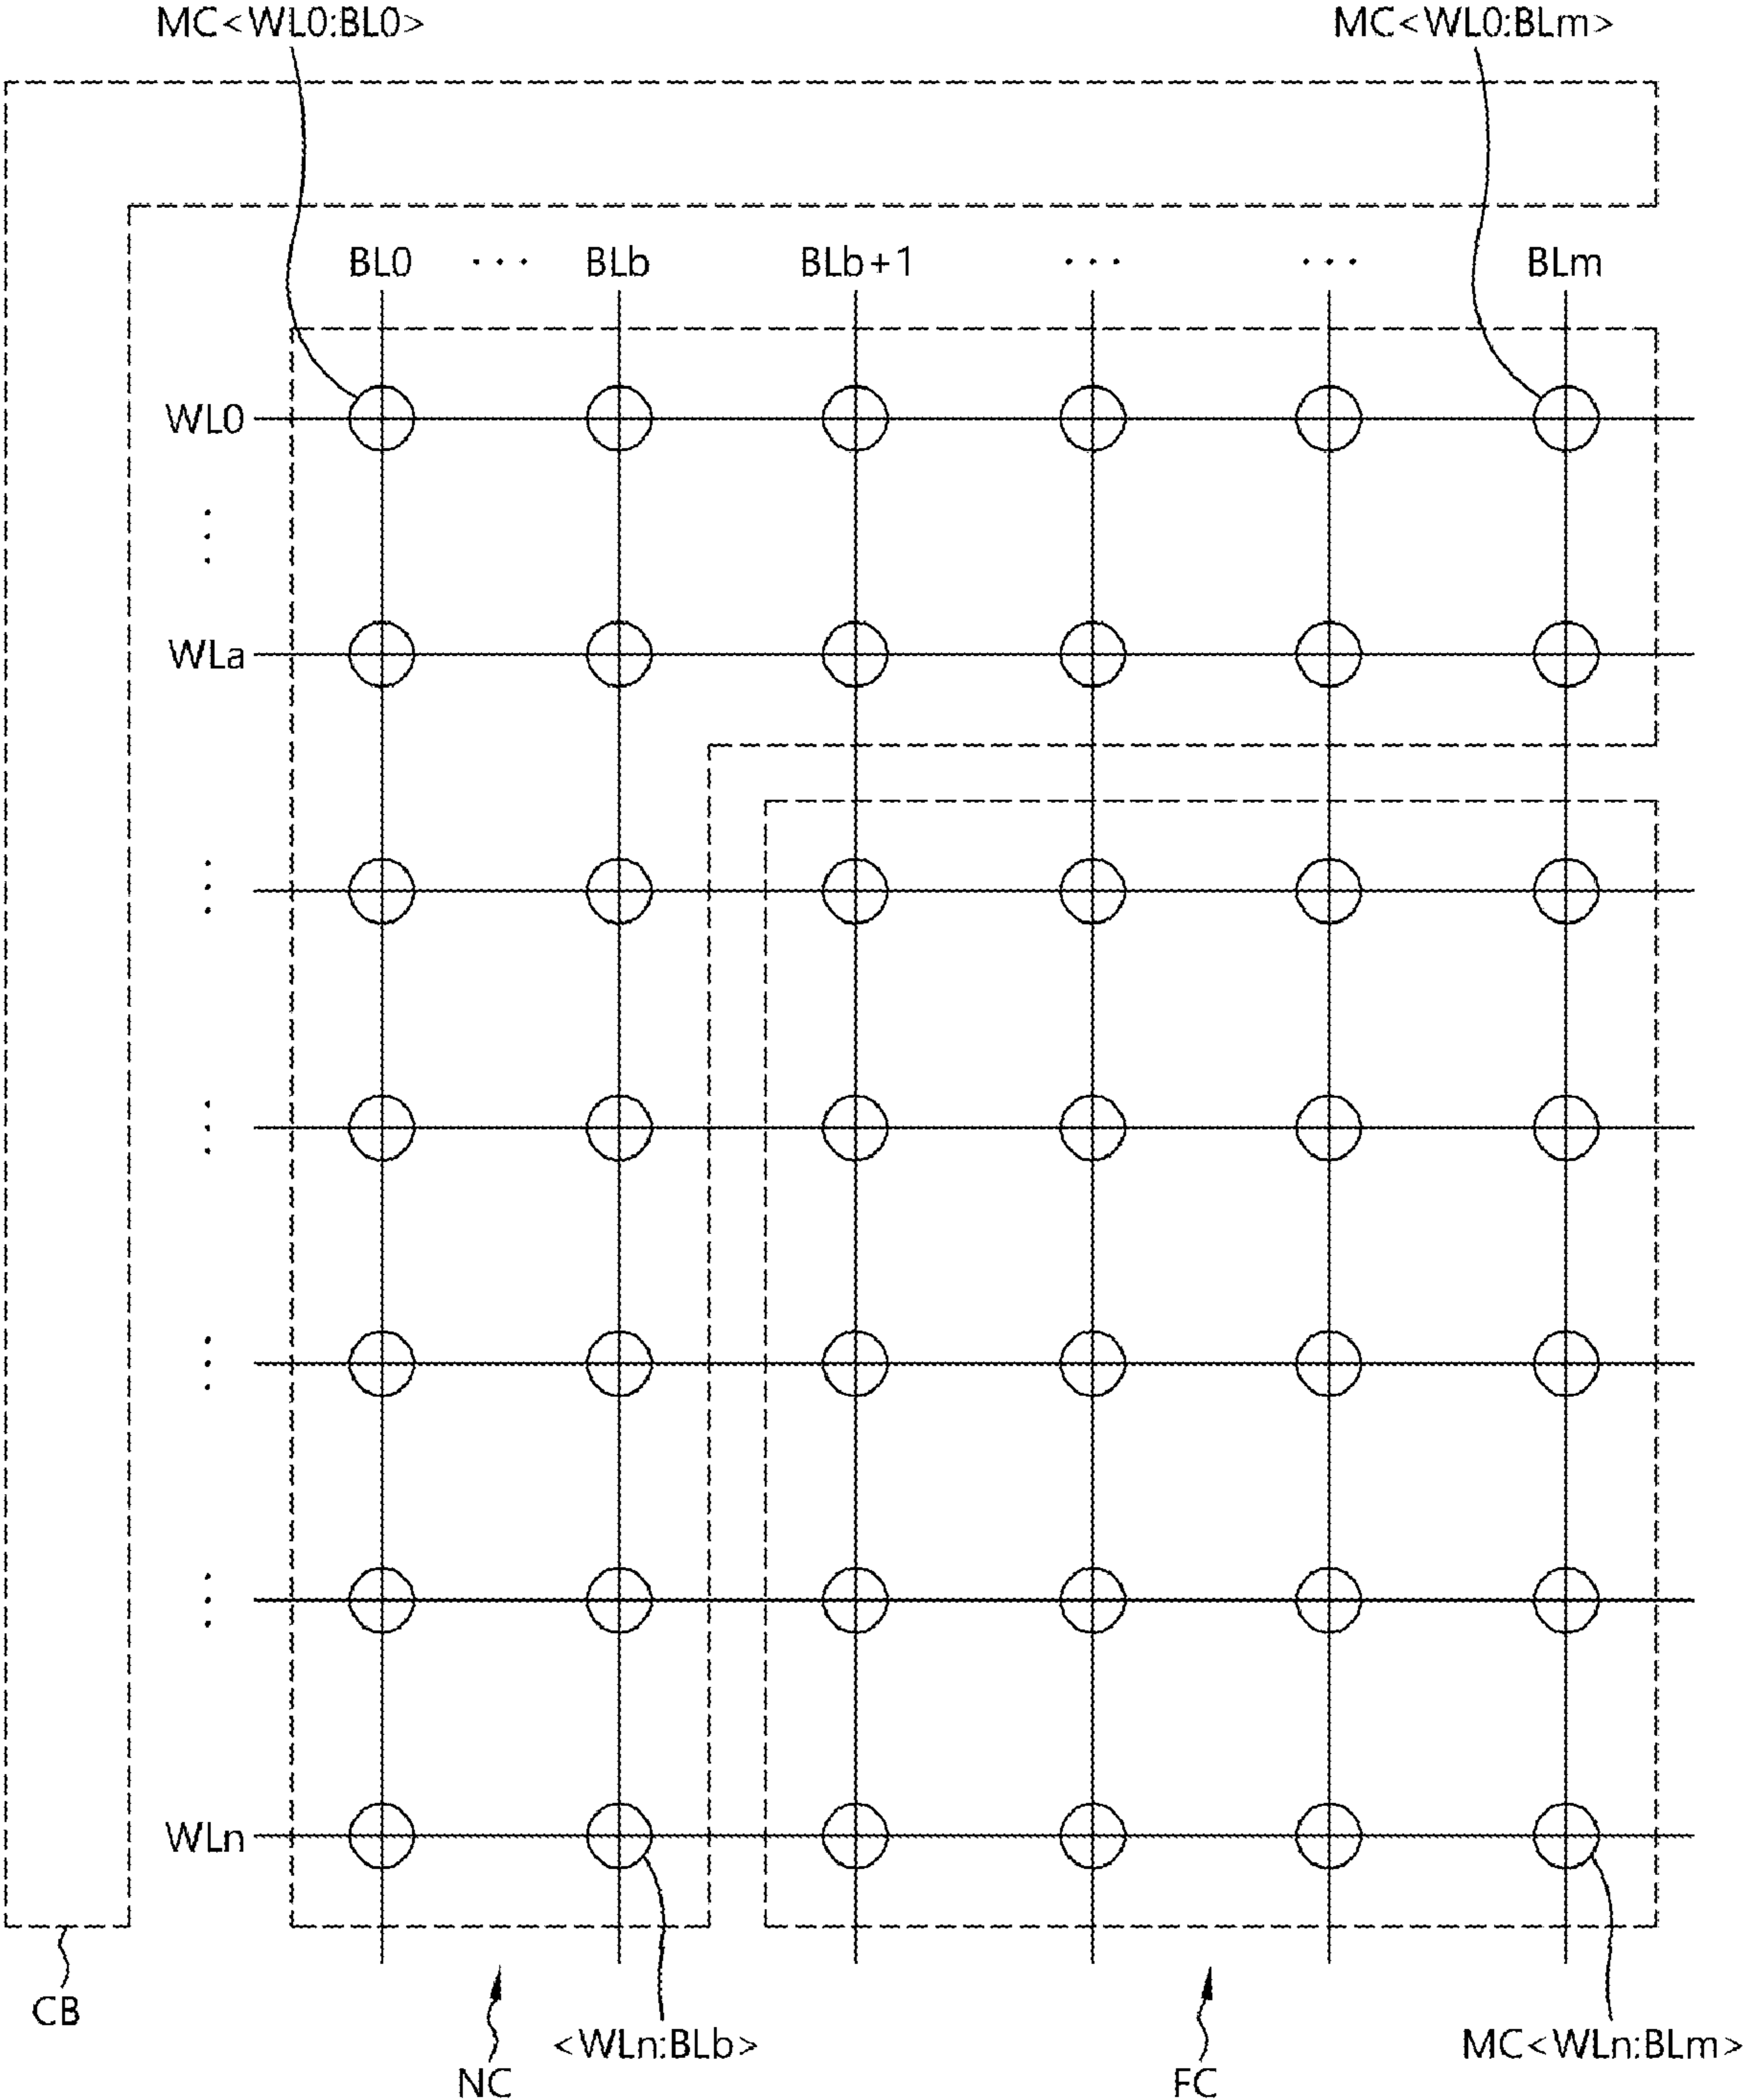 MC<WL0:BL0> MC<WL0:BLm>
BL0 ··· BLb BLb+1 ··· ··· BLm
WL0
⋮
WLa
⋮
⋮
⋮
⋮
WLn
CB
<WLn:BLb> MC<WLn:BLm>
NC FC